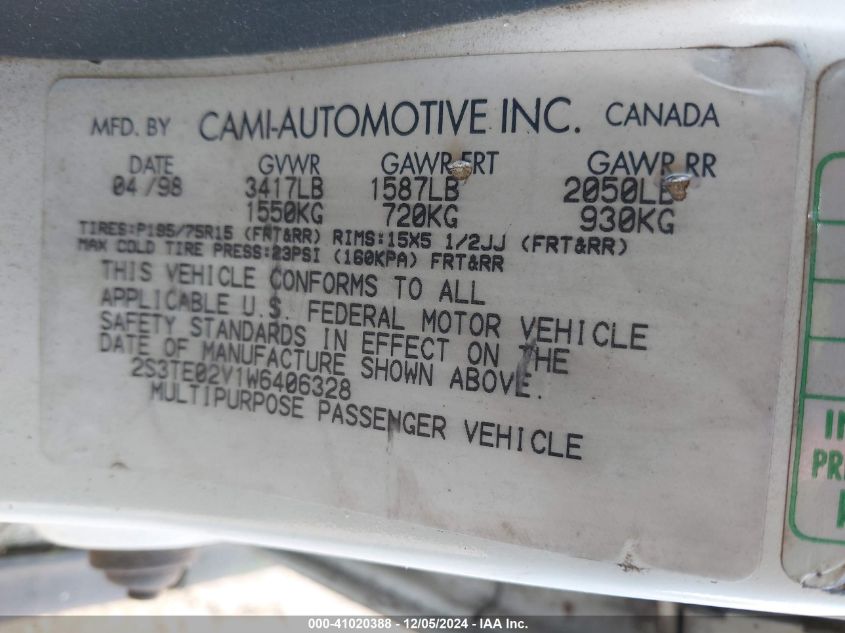 MFD. BY CAMI-AUTOMOTIVE INC. CANADA
DATE GVWR GAWR FRT GAWR RR
04 /98 3417LB 1587LB 2050LB
1550KG 720KG 930KG
TIRES:P195/75R15 (FRT&RR) RIMS:15X5 1/2JJ (FRT&RR)
MAX COLD TIRE PRESS:23PSI (160KPA) FRT&RR
THIS VEHICLE CONFORMS TO ALL
APPLICABLE U.S. FEDERAL MOTOR VEHICLE
SAFETY STANDARDS IN EFFECT ON THE
DATE OF MANUFACTURE SHOWN ABOVE.
2S3TE02V1W6406328
MULTIPURPOSE PASSENGER VEHICLE
000-41020388 - 12/05/2024 - IAA Holdings, LLC.